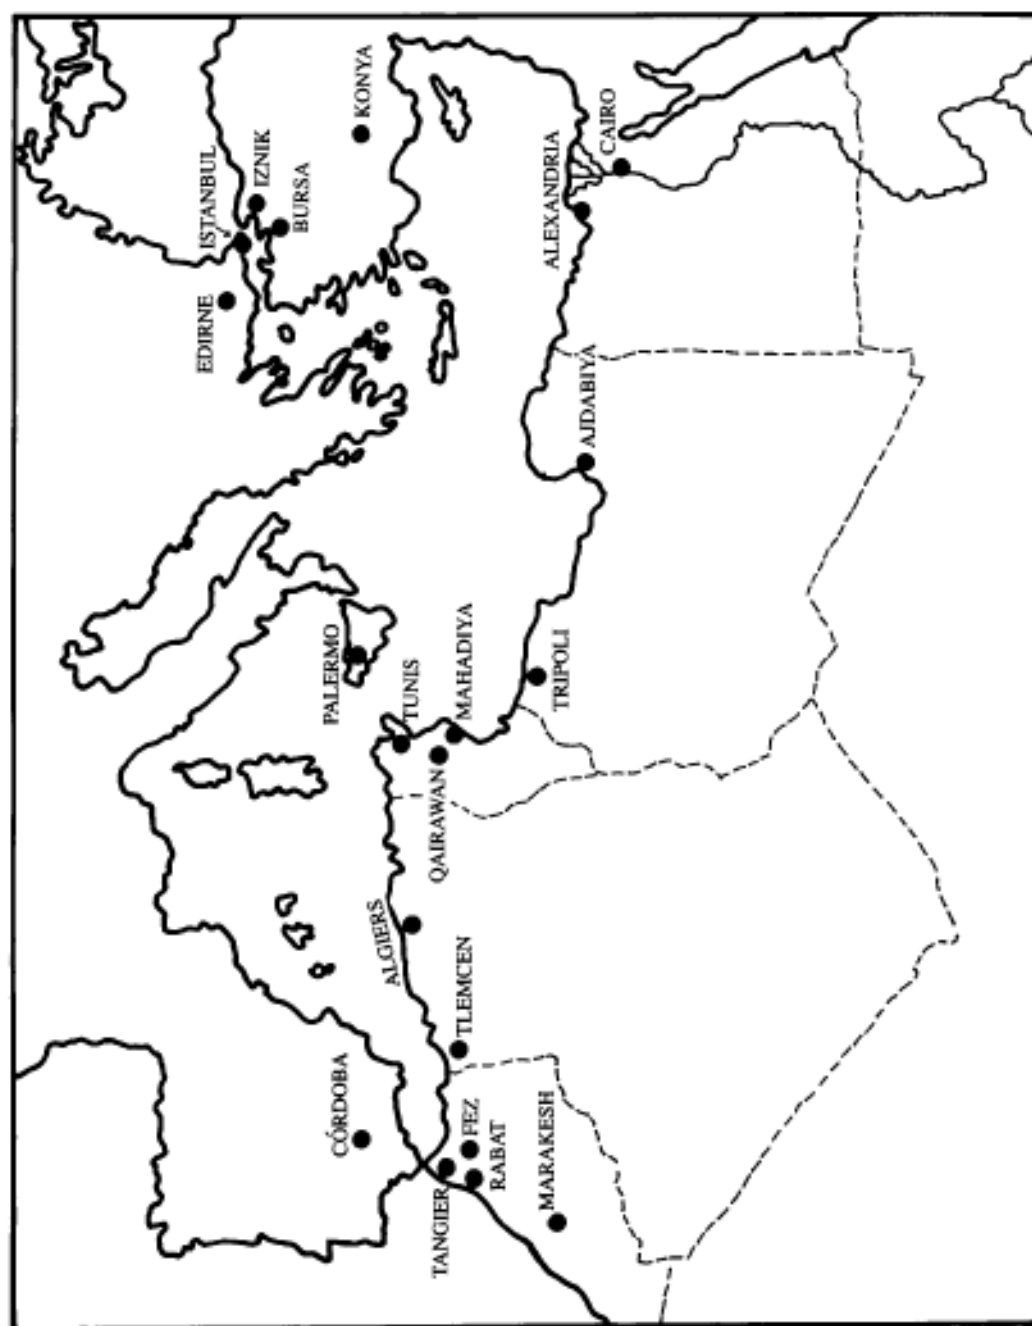 KONYA
IZNIK
ISTANBUL
BURSA
EDIRNE
CAIRO
ALEXANDRIA
AJDABIYA
PALERMO
TUNIS
MAHADIYA
TRIPOLI
QAIRAWAN
ALGIERS
TLEMCEN
CÓRDOBA
FEZ
RABAT
TANGIER
MARAKESH